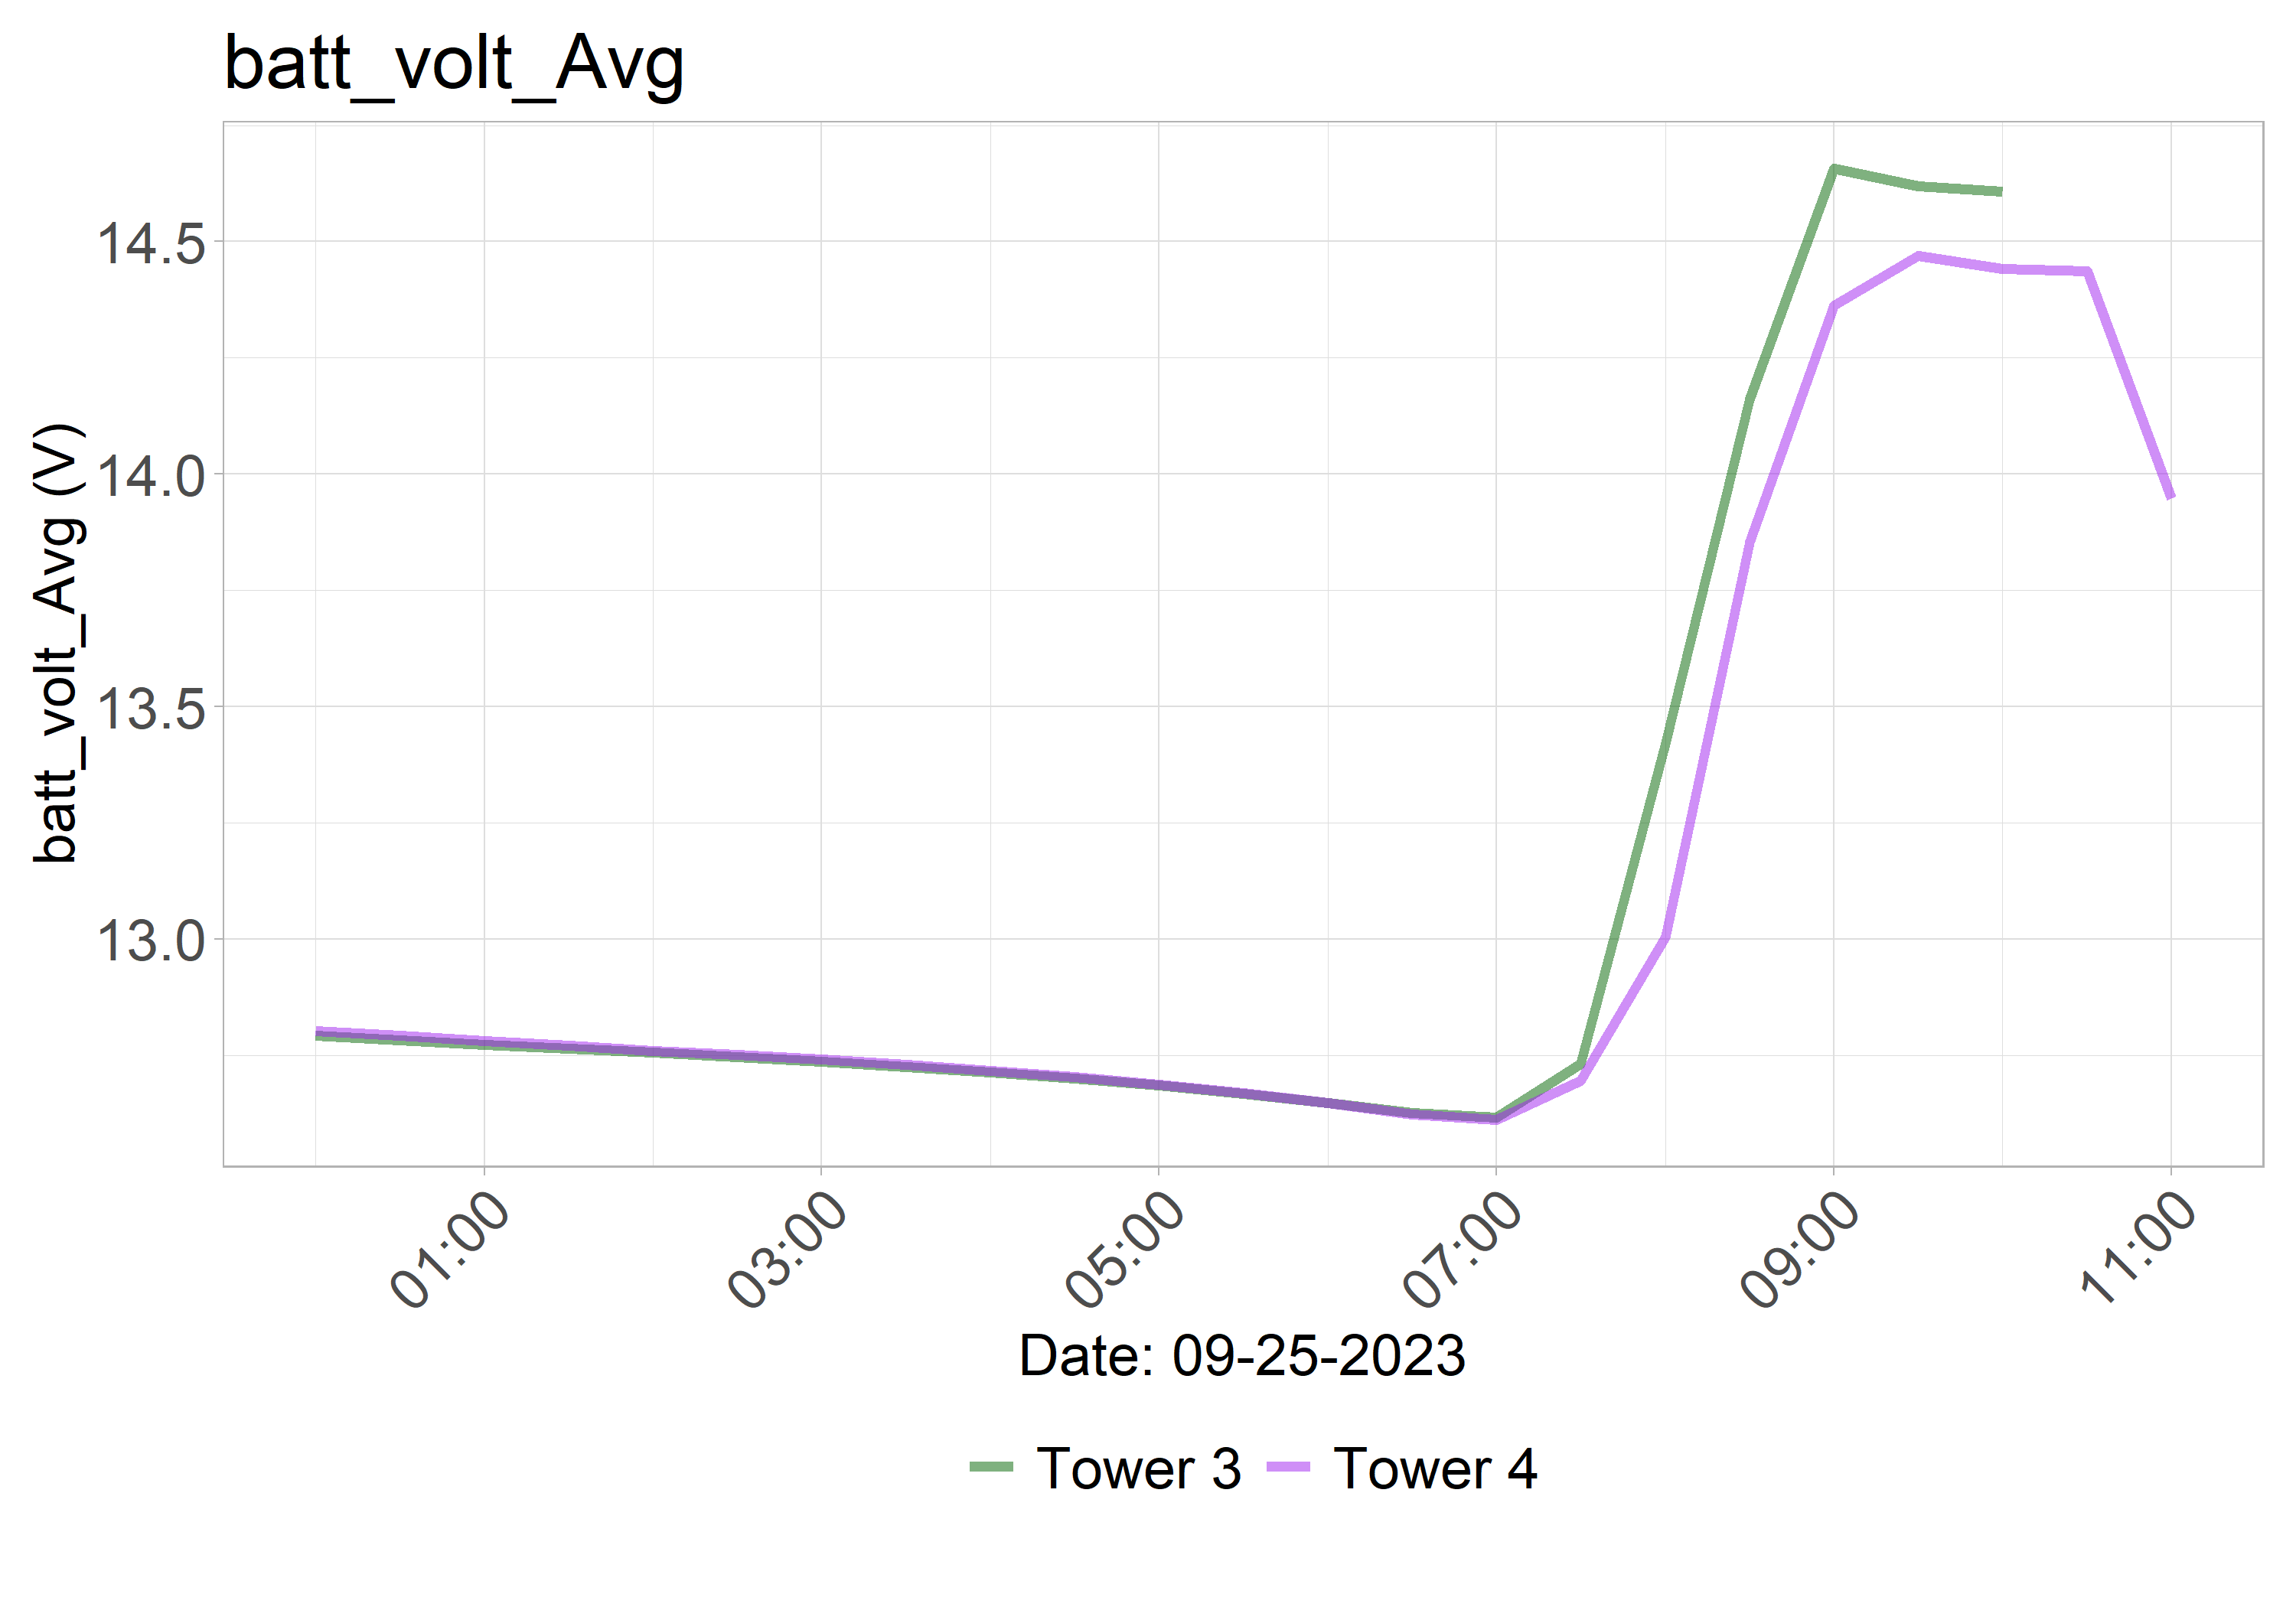 batt_volt_Avg
batt_volt_Avg (V)
14.5
14.0
13.5
13.0
01:00 03:00 05:00 07:00 09:00 11:00
Date: 09-25-2023
Tower 3 Tower 4